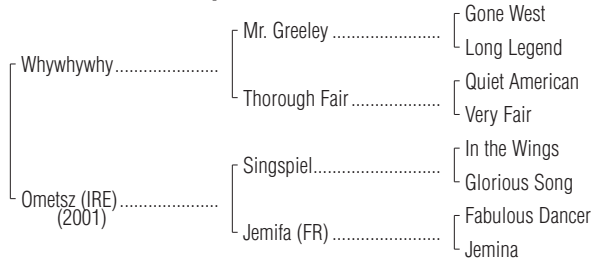 Gone West
Mr. Greeley ....................
Long Legend
Whywhywhy.....................
Quiet American
Thorough Fair..................
Very Fair
In the Wings
Singspiel..........................
Glorious Song
Ometsz (IRE)....................
(2001)
Fabulous Dancer
Jemifa (FR) ......................
Jemina